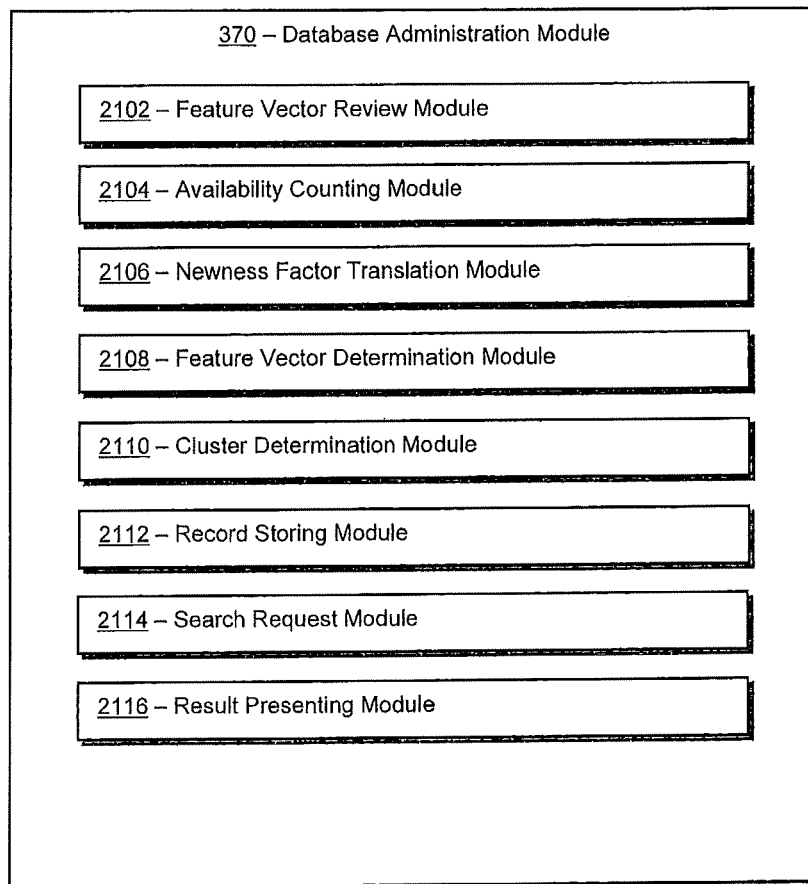 370 – Database Administration Module
2102 – Feature Vector Review Module
2104 – Availability Counting Module
2106 – Newness Factor Translation Module
2108 – Feature Vector Determination Module
2110 – Cluster Determination Module
2112 – Record Storing Module
2114 – Search Request Module
2116 – Result Presenting Module